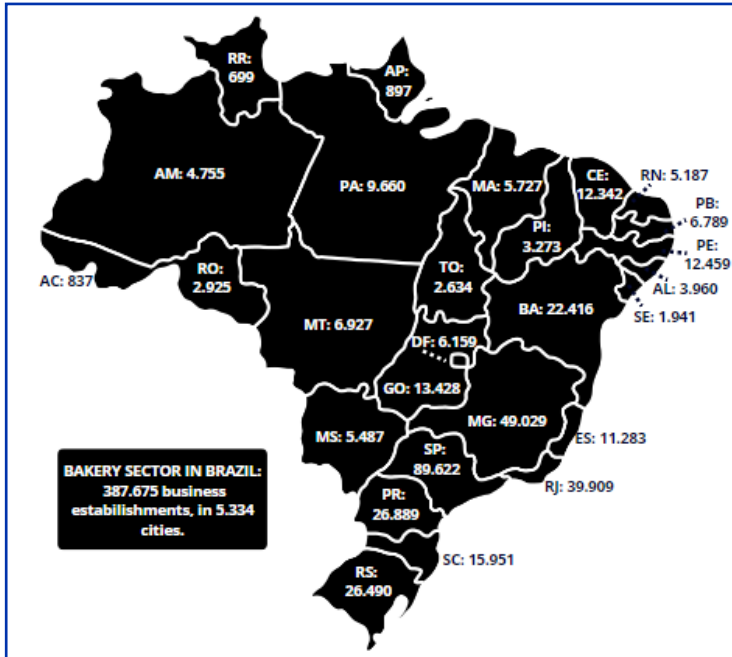 RR:
699
AP:
897
AM: 4.755
PA: 9.660
MA: 5.727
CE:
12.342
RN: 5.187
PB:
6.789
PI:
3.273
PE:
12.459
AC: 837
RO:
2.925
TO:
2.634
AL: 3.960
SE: 1.941
BA: 22.416
MT: 6.927
DF: 6.159
GO: 13.428
MG: 49.029
MS: 5.487
ES: 11.283
SP:
89.622
RJ: 39.909
BAKERY SECTOR IN BRAZIL:
387.675 business
estabilishments, in 5.334
cities.
PR:
26.889
SC: 15.951
RS:
26.490